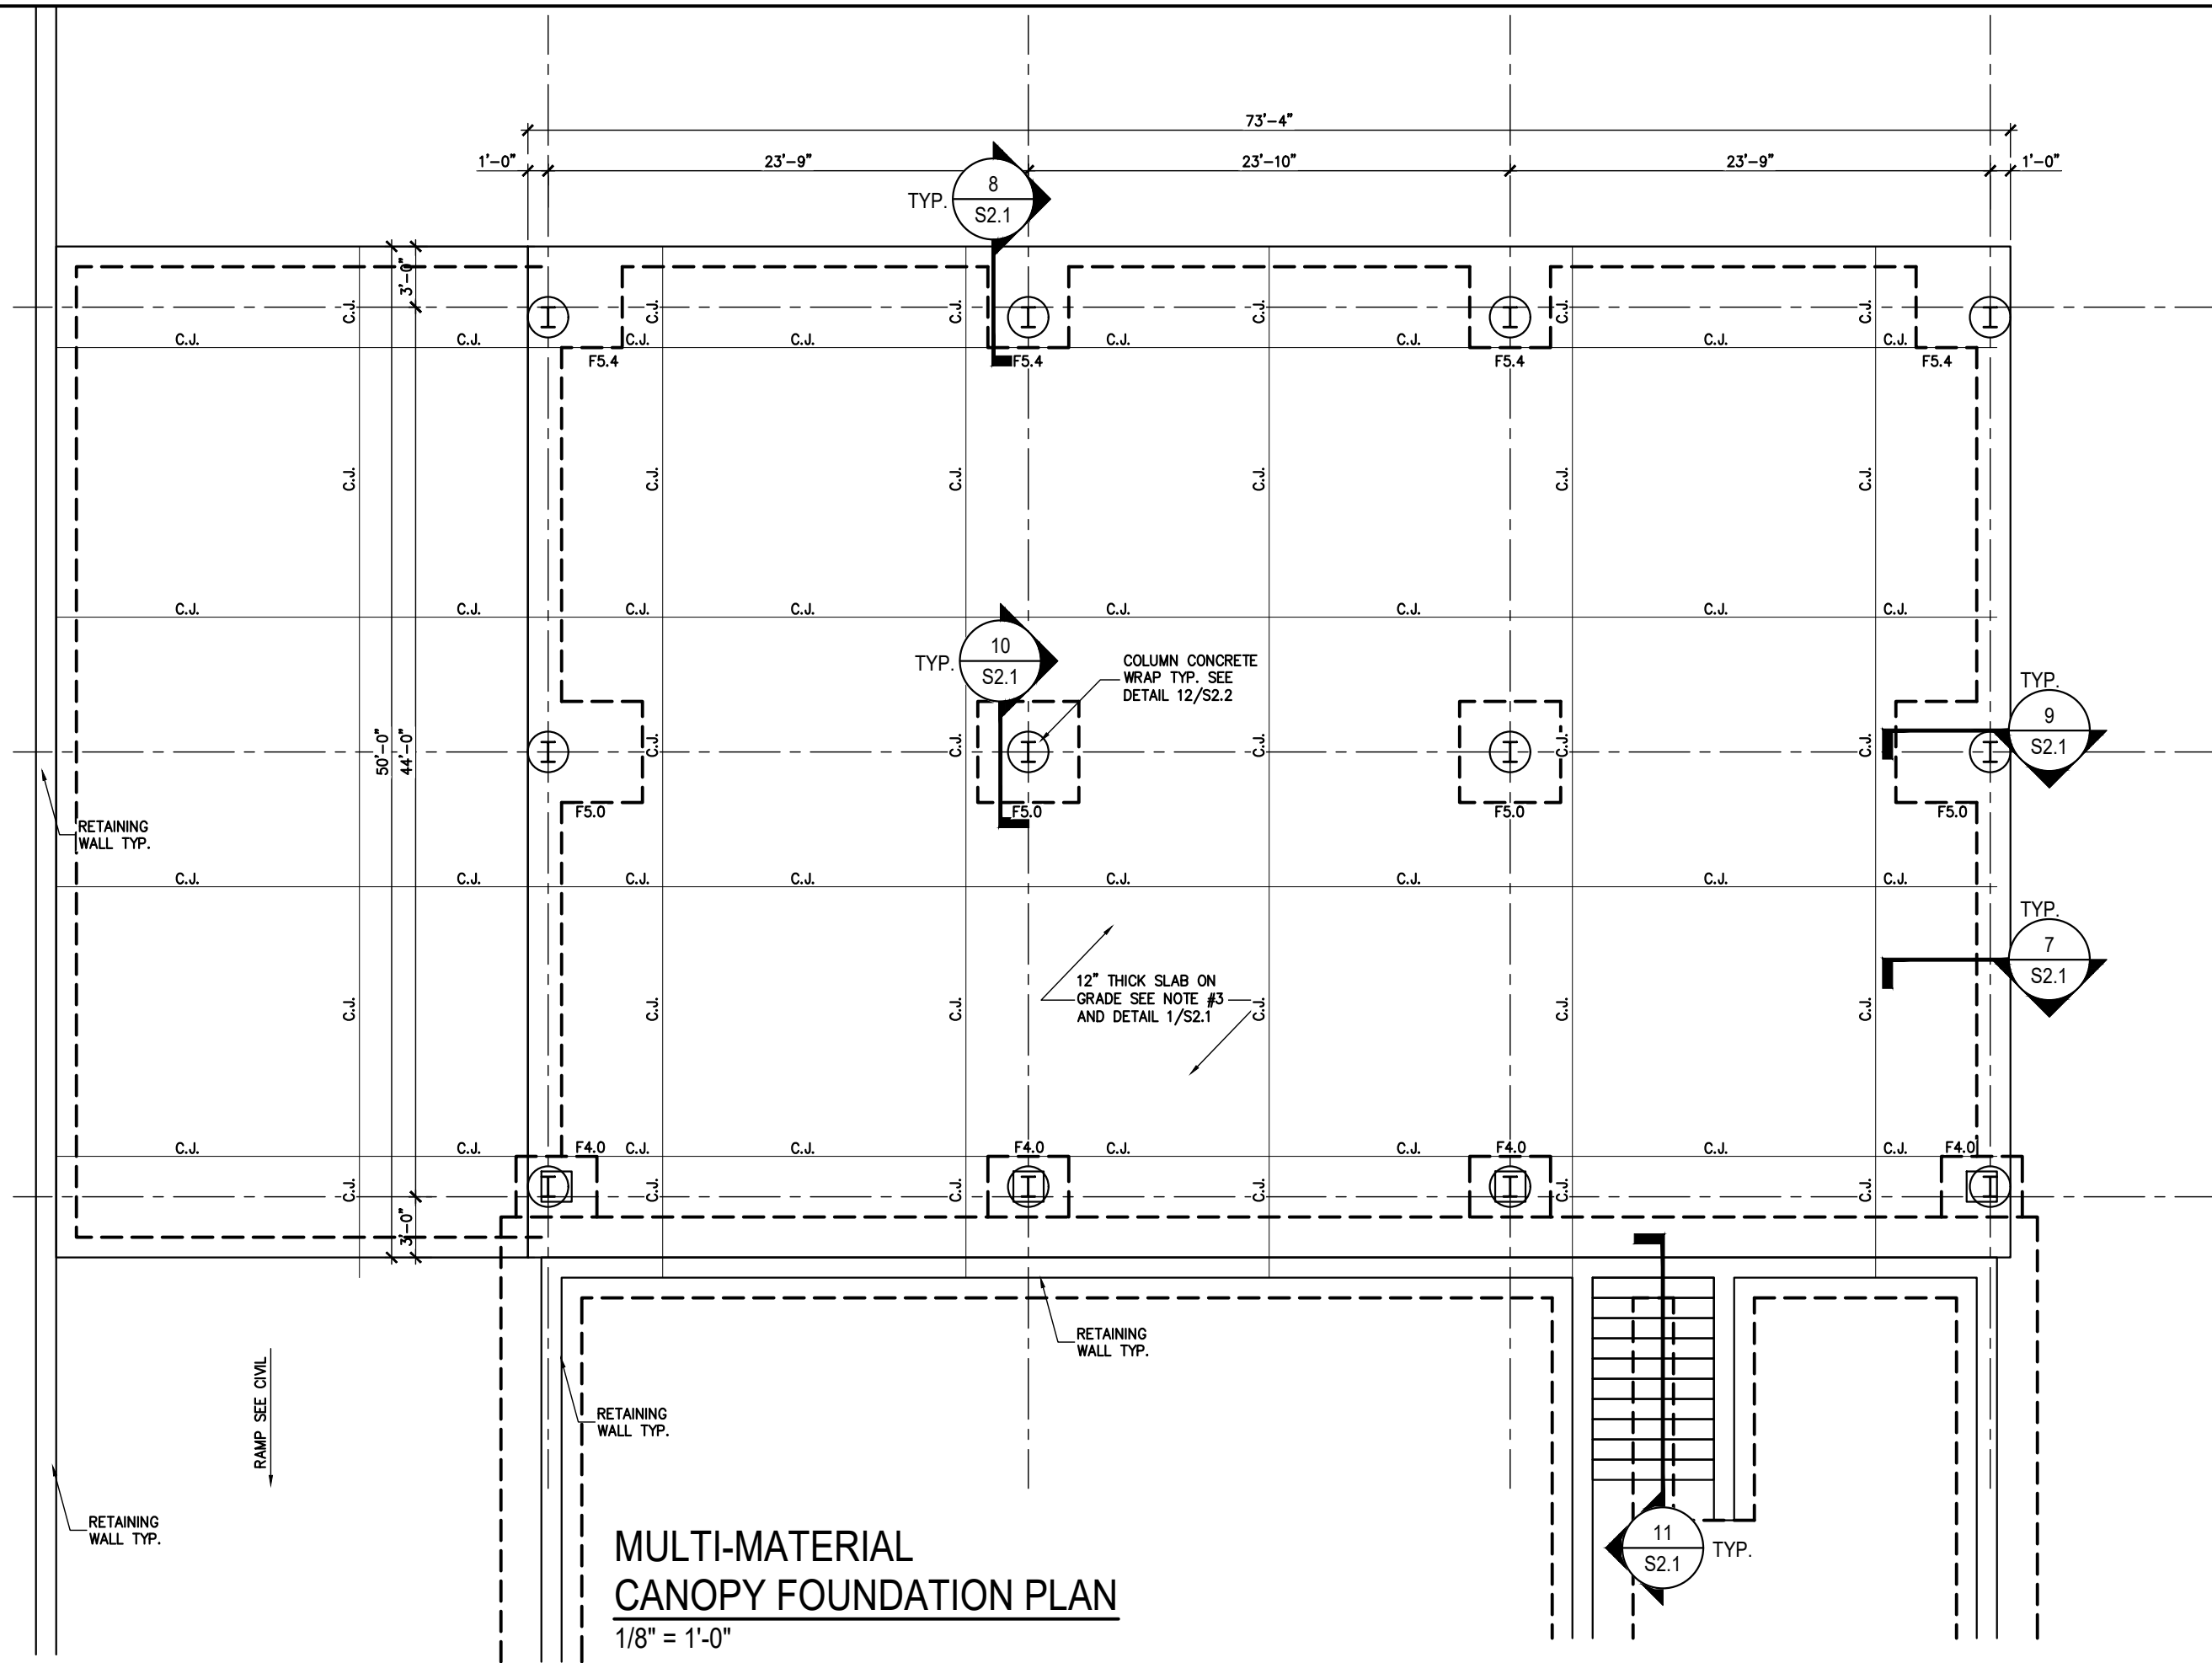 73'-4"
1'-0"
23'-9"
23'-10"
23'-9"
1'-0"
8
TYP.
S2.1
3'-0"
C.J.
C.J.
C.J.
C.J.
C.J.
C.J.
C.J.
C.J.
C.J.
C.J.
C.J.
C.J.
C.J.
C.J.
F5.4
F5.4
F5.4
F5.4
C.J.
C.J.
C.J.
C.J.
C.J.
C.J.
C.J.
C.J.
C.J.
C.J.
C.J.
C.J.
C.J.
C.J.
10
TYP.
S2.1
COLUMN CONCRETE
WRAP TYP. SEE
DETAIL 12/S2.2
TYP.
9
S2.1
50'-0"
44'-0"
C.J.
C.J.
C.J.
C.J.
C.J.
F5.0
F5.0
F5.0
F5.0
RETAINING
WALL TYP.
C.J.
C.J.
C.J.
C.J.
C.J.
C.J.
C.J.
C.J.
TYP.
7
S2.1
12" THICK SLAB ON
GRADE SEE NOTE #3
AND DETAIL 1/S2.1
C.J.
C.J.
C.J.
C.J.
C.J.
C.J.
C.J.
C.J.
F4.0
C.J.
C.J.
F4.0
C.J.
C.J.
F4.0
C.J.
C.J.
F4.0
C.J.
C.J.
C.J.
C.J.
C.J.
C.J.
3'-0"
RETAINING
WALL TYP.
RAMP SEE CIVIL
RETAINING
WALL TYP.
RETAINING
WALL TYP.
MULTI-MATERIAL
CANOPY FOUNDATION PLAN
1/8" = 1'-0"
11
TYP.
S2.1